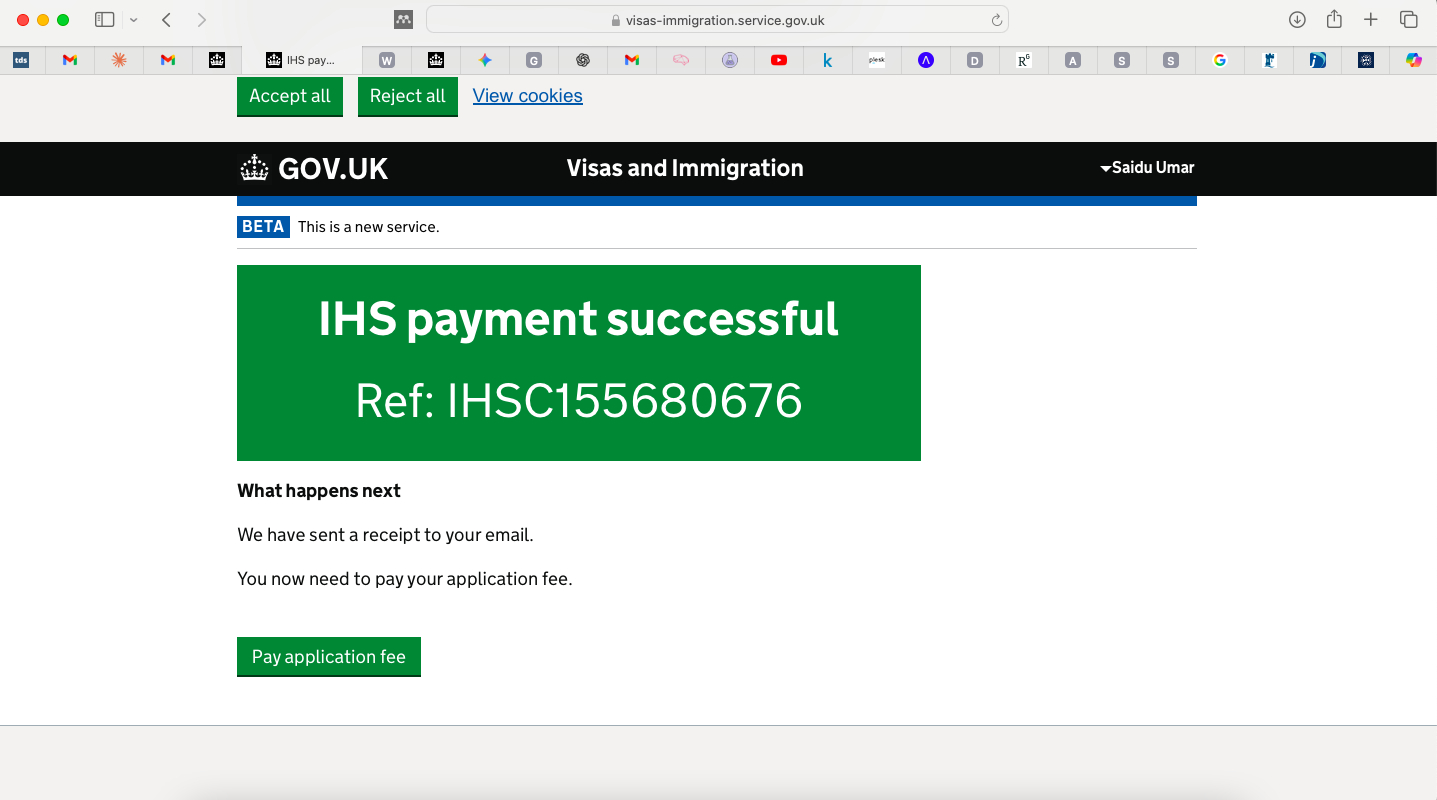 visas-immigration.service.gov.uk
tds
IHS pay...
W
G
plesk
D
R⁶
A
S
S
Accept all
Reject all
View cookies
GOV.UK
Visas and Immigration
Saidu Umar
BETA
This is a new service.
IHS payment successful
Ref: IHSC155680676
What happens next
We have sent a receipt to your email.
You now need to pay your application fee.
Pay application fee